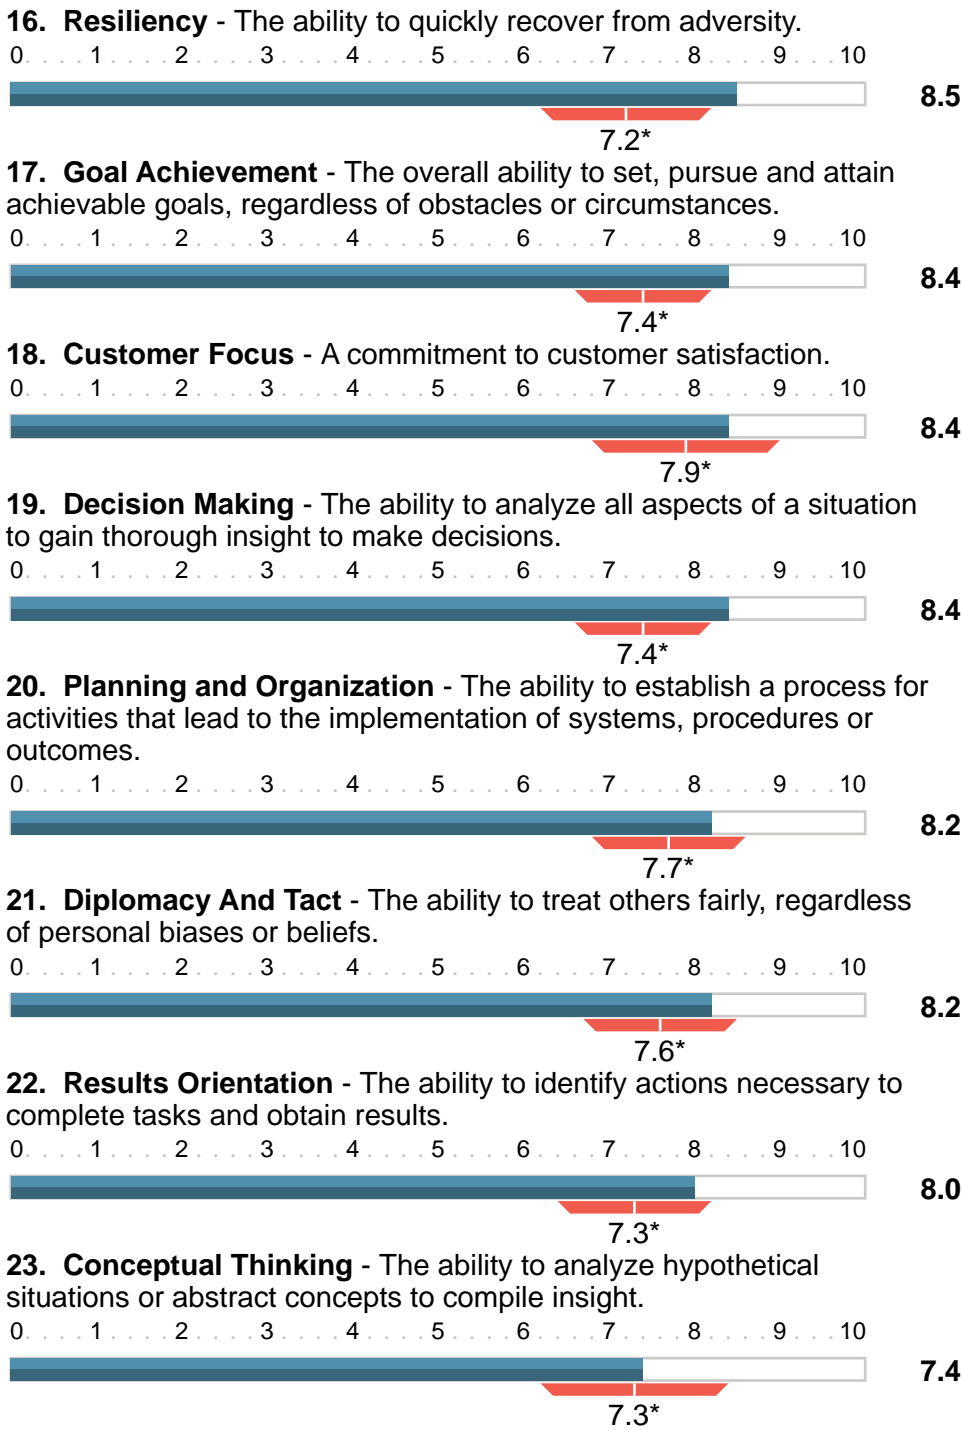 16. Resiliency - The ability to quickly recover from adversity.
0. . . . 1 . . . . 2 . . . . 3 . . . . 4 . . . . 5 . . . . 6 . . . . 7 . . . . 8 . . . . 9 . . . 10
8.5
7.2*
17. Goal Achievement - The overall ability to set, pursue and attain
achievable goals, regardless of obstacles or circumstances.
0. . . . 1 . . . . 2 . . . . 3 . . . . 4 . . . . 5 . . . . 6 . . . . 7 . . . . 8 . . . . 9 . . . 10
8.4
7.4*
18. Customer Focus - A commitment to customer satisfaction.
0. . . . 1 . . . . 2 . . . . 3 . . . . 4 . . . . 5 . . . . 6 . . . . 7 . . . . 8 . . . . 9 . . . 10
8.4
7.9*
19. Decision Making - The ability to analyze all aspects of a situation
to gain thorough insight to make decisions.
0. . . . 1 . . . . 2 . . . . 3 . . . . 4 . . . . 5 . . . . 6 . . . . 7 . . . . 8 . . . . 9 . . . 10
8.4
7.4*
20. Planning and Organization - The ability to establish a process for
activities that lead to the implementation of systems, procedures or
outcomes.
0. . . . 1 . . . . 2 . . . . 3 . . . . 4 . . . . 5 . . . . 6 . . . . 7 . . . . 8 . . . . 9 . . . 10
8.2
7.7*
21. Diplomacy And Tact - The ability to treat others fairly, regardless
of personal biases or beliefs.
0. . . . 1 . . . . 2 . . . . 3 . . . . 4 . . . . 5 . . . . 6 . . . . 7 . . . . 8 . . . . 9 . . . 10
8.2
7.6*
22. Results Orientation - The ability to identify actions necessary to
complete tasks and obtain results.
0. . . . 1 . . . . 2 . . . . 3 . . . . 4 . . . . 5 . . . . 6 . . . . 7 . . . . 8 . . . . 9 . . . 10
8.0
7.3*
23. Conceptual Thinking - The ability to analyze hypothetical
situations or abstract concepts to compile insight.
0. . . . 1 . . . . 2 . . . . 3 . . . . 4 . . . . 5 . . . . 6 . . . . 7 . . . . 8 . . . . 9 . . . 10
7.4
7.3*